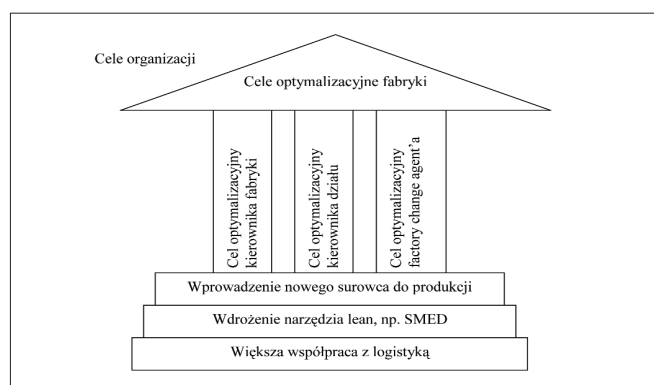 Cele organizacji
Cele optymalizacyjne fabryki
Cel optymalizacyjny
kierownika fabryki
Cel optymalizacyjny
kierownika działu
Cel optymalizacyjny
factory change agent’a
Wprowadzenie nowego surowca do produkcji
Wdrożenie narzędzia lean, np. SMED
Większa współpraca z logistyką